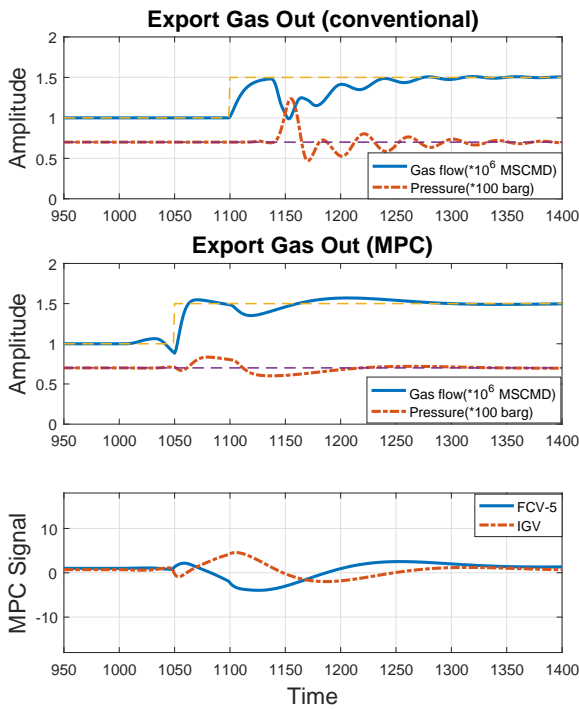 Export Gas Out (conventional)
2
1.5
1
0.5
0
Amplitude
Gas flow(*10^6 MSCMD)
Pressure(*100 barg)
950 1000 1050 1100 1150 1200 1250 1300 1350 1400
Export Gas Out (MPC)
2
1.5
1
0.5
0
Amplitude
Gas flow(*10^6 MSCMD)
Pressure(*100 barg)
950 1000 1050 1100 1150 1200 1250 1300 1350 1400
10
0
-10
MPC Signal
FCV-5
IGV
950 1000 1050 1100 1150 1200 1250 1300 1350 1400
Time